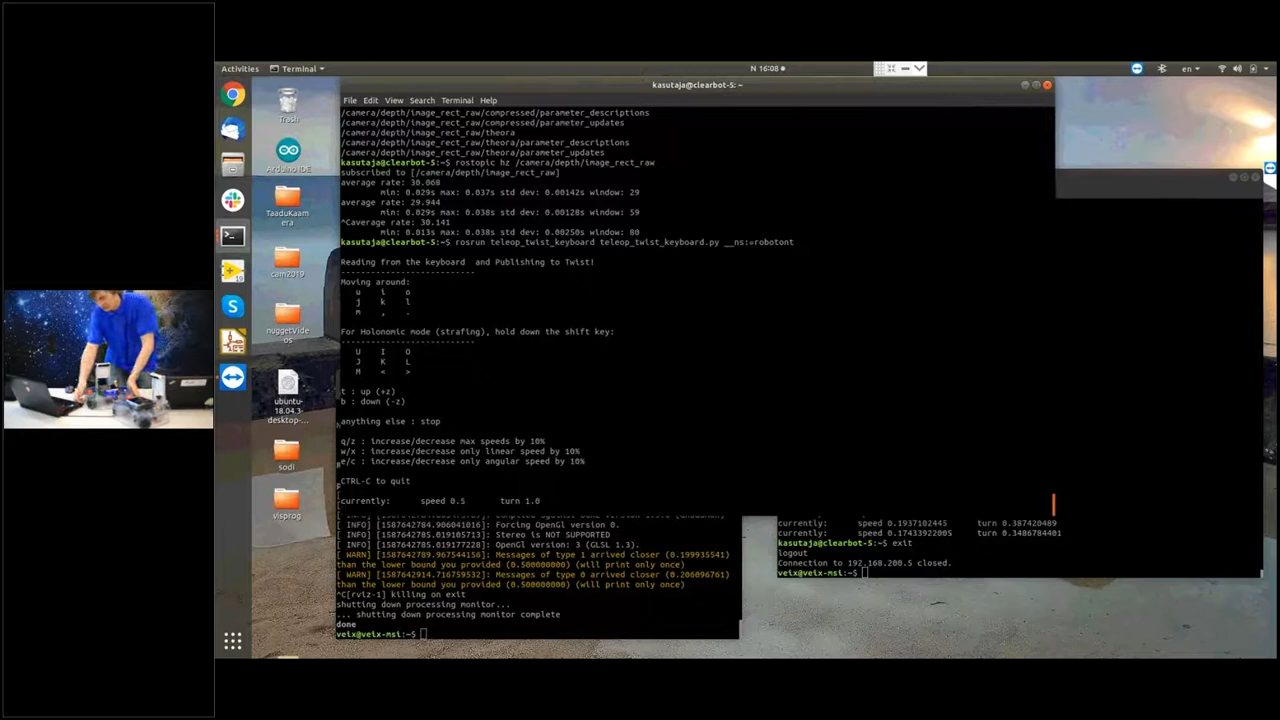 Activities
Terminal
N 16:08
en
kasutaja@clearbot-5: ~
File Edit View Search Terminal Help
/camera/depth/image_rect_raw/compressed/parameter_descriptions
/camera/depth/image_rect_raw/compressed/parameter_updates
/camera/depth/image_rect_raw/theora
/camera/depth/image_rect_raw/theora/parameter_descriptions
/camera/depth/image_rect_raw/theora/parameter_updates
kasutaja@clearbot-5:~$ rostopic hz /camera/depth/image_rect_raw
subscribed to [/camera/depth/image_rect_raw]
average rate: 30.068
min: 0.029s max: 0.037s std dev: 0.00142s window: 29
average rate: 29.944
min: 0.029s max: 0.038s std dev: 0.00128s window: 59
^Caverage rate: 30.141
min: 0.013s max: 0.038s std dev: 0.00250s window: 80
kasutaja@clearbot-5:~$ rosrun teleop_twist_keyboard teleop_twist_keyboard.py __ns:=robotont
Reading from the keyboard  and Publishing to Twist!
---------------------------
Moving around:
u i o
j k l
m , .
For Holonomic mode (strafing), hold down the shift key:
---------------------------
U I O
J K L
M < >
t : up (+z)
b : down (-z)
anything else : stop
q/z : increase/decrease max speeds by 10%
w/x : increase/decrease only linear speed by 10%
e/c : increase/decrease only angular speed by 10%
CTRL-C to quit
currently: speed 0.5 turn 1.0
[ INFO] [1587642784.906041016]: Forcing OpenGl version 0.
[ INFO] [1587642785.019105713]: Stereo is NOT SUPPORTED
[ INFO] [1587642785.019177228]: OpenGl version: 3 (GLSL 1.3).
[ WARN] [1587642789.967544156]: Messages of type 1 arrived closer (0.199935541)
than the lower bound you provided (0.500000000) (will print only once)
[ WARN] [1587642914.716759532]: Messages of type 0 arrived closer (0.206096761)
than the lower bound you provided (0.500000000) (will print only once)
^C[rviz-1] killing on exit
shutting down processing monitor...
... shutting down processing monitor complete
done
veix@veix-msi:~$
currently: speed 0.1937102445 turn 0.387420489
currently: speed 0.17433922005 turn 0.3486784401
kasutaja@clearbot-5:~$ exit
logout
Connection to 192.168.200.5 closed.
veix@veix-msi:~$
Trash
Arduino IDE
TaaduKaam
era
cam2019
nuggetVide
os
ubuntu-
18.04.3-
desktop-...
sodi
visprog